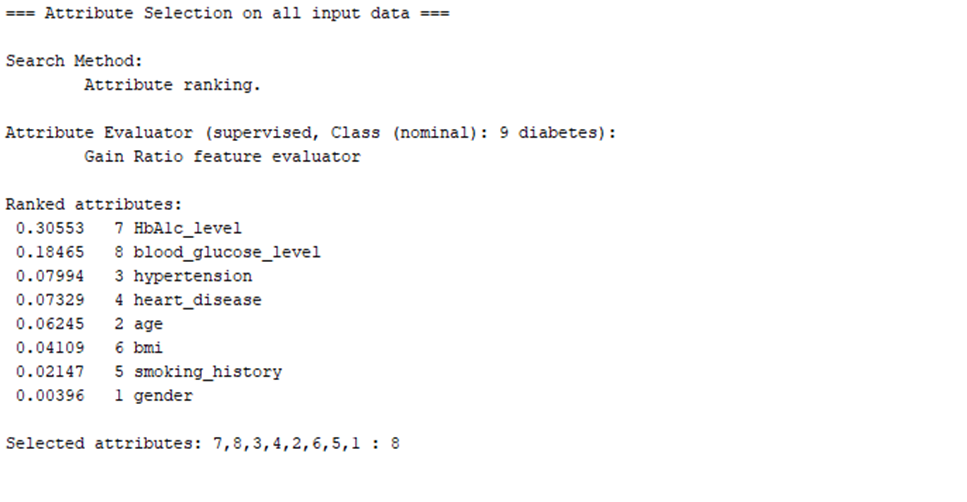 === Attribute Selection on all input data ===
Search Method:
Attribute ranking.
Attribute Evaluator (supervised, Class (nominal): 9 diabetes):
Gain Ratio feature evaluator
Ranked attributes:
0.30553 7 HbA1c_level
0.18465 8 blood_glucose_level
0.07994 3 hypertension
0.07329 4 heart_disease
0.06245 2 age
0.04109 6 bmi
0.02147 5 smoking_history
0.00396 1 gender
Selected attributes: 7,8,3,4,2,6,5,1 : 8